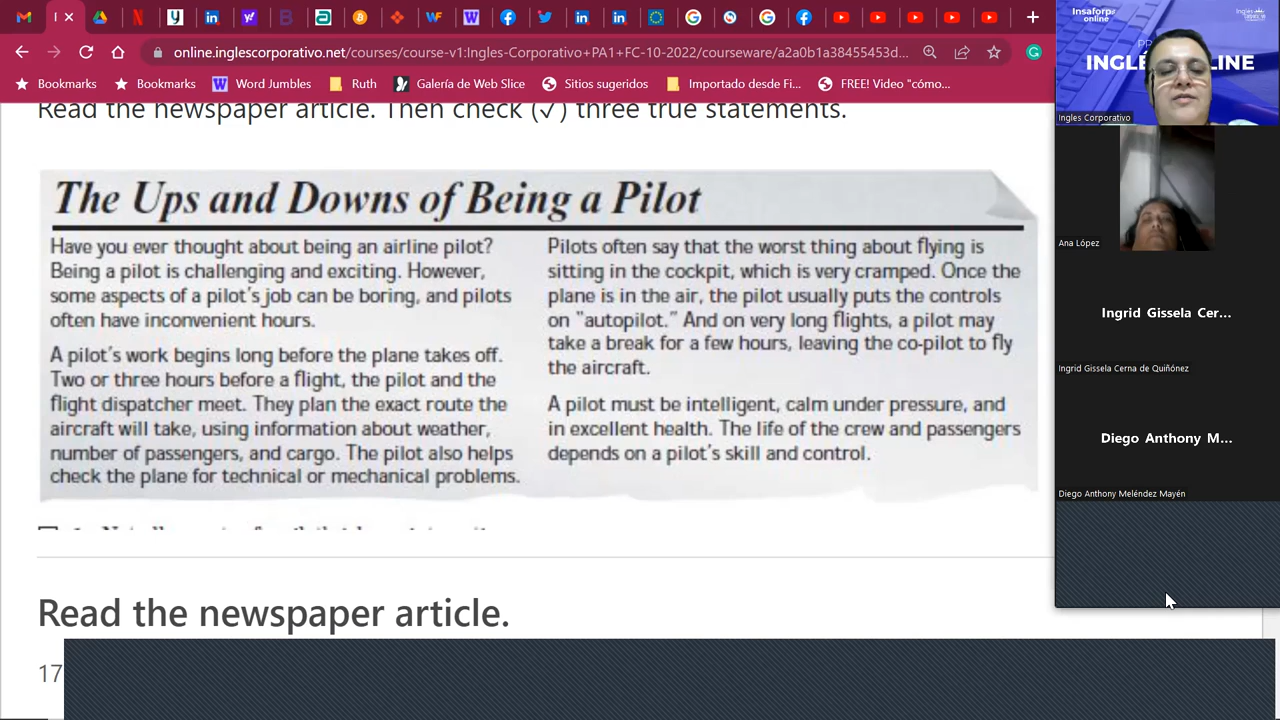 online.inglescorporativo.net/courses/course-v1:Ingles-Corporativo+PA1+FC-10-2022/courseware/a2a0b1a38455453d...
Bookmarks
Bookmarks
Word Jumbles
Ruth
Galería de Web Slice
Sitios sugeridos
Importado desde Fi...
FREE! Video "cómo...
Read the newspaper article. Then check (✓) three true statements.
The Ups and Downs of Being a Pilot
Have you ever thought about being an airline pilot?
Being a pilot is challenging and exciting. However,
some aspects of a pilot's job can be boring, and pilots
often have inconvenient hours.
A pilot's work begins long before the plane takes off.
Two or three hours before a flight, the pilot and the
flight dispatcher meet. They plan the exact route the
aircraft will take, using information about weather,
number of passengers, and cargo. The pilot also helps
check the plane for technical or mechanical problems.
Pilots often say that the worst thing about flying is
sitting in the cockpit, which is very cramped. Once the
plane is in the air, the pilot usually puts the controls
on "autopilot." And on very long flights, a pilot may
take a break for a few hours, leaving the co-pilot to fly
the aircraft.
A pilot must be intelligent, calm under pressure, and
in excellent health. The life of the crew and passengers
depends on a pilot's skill and control.
Read the newspaper article.
17
Insaforp
online
INGLÉ LINE
Ingles Corporativo
Ana López
Ingrid Gissela Cer...
Ingrid Gissela Cerna de Quiñónez
Diego Anthony M...
Diego Anthony Meléndez Mayén